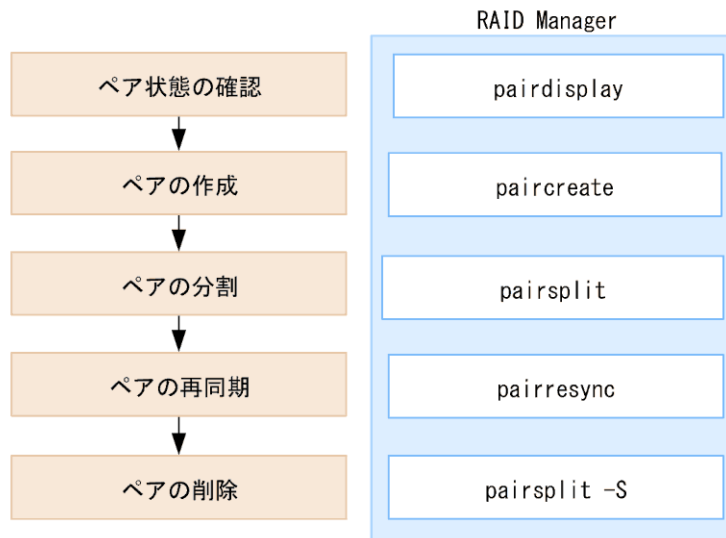 RAID Manager
ペア状態の確認
pairdisplay
ペアの作成
paircreate
ペアの分割
pairsplit
ペアの再同期
pairresync
ペアの削除
pairsplit -S